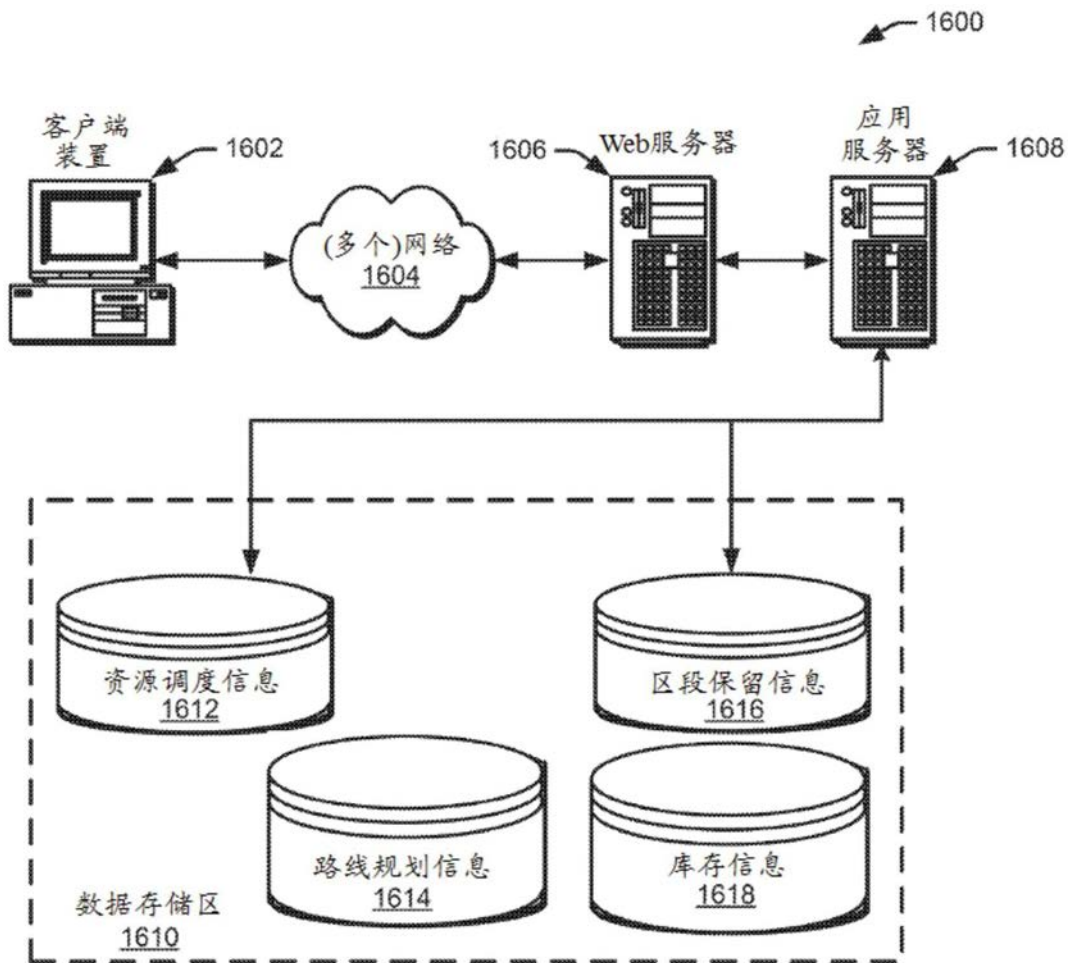 1600
客户端
装置
1602
(多个)网络
1604
1606
Web服务器
应用
服务器
1608
资源调度信息
1612
区段保留信息
1616
路线规划信息
1614
库存信息
1618
数据存储区
1610